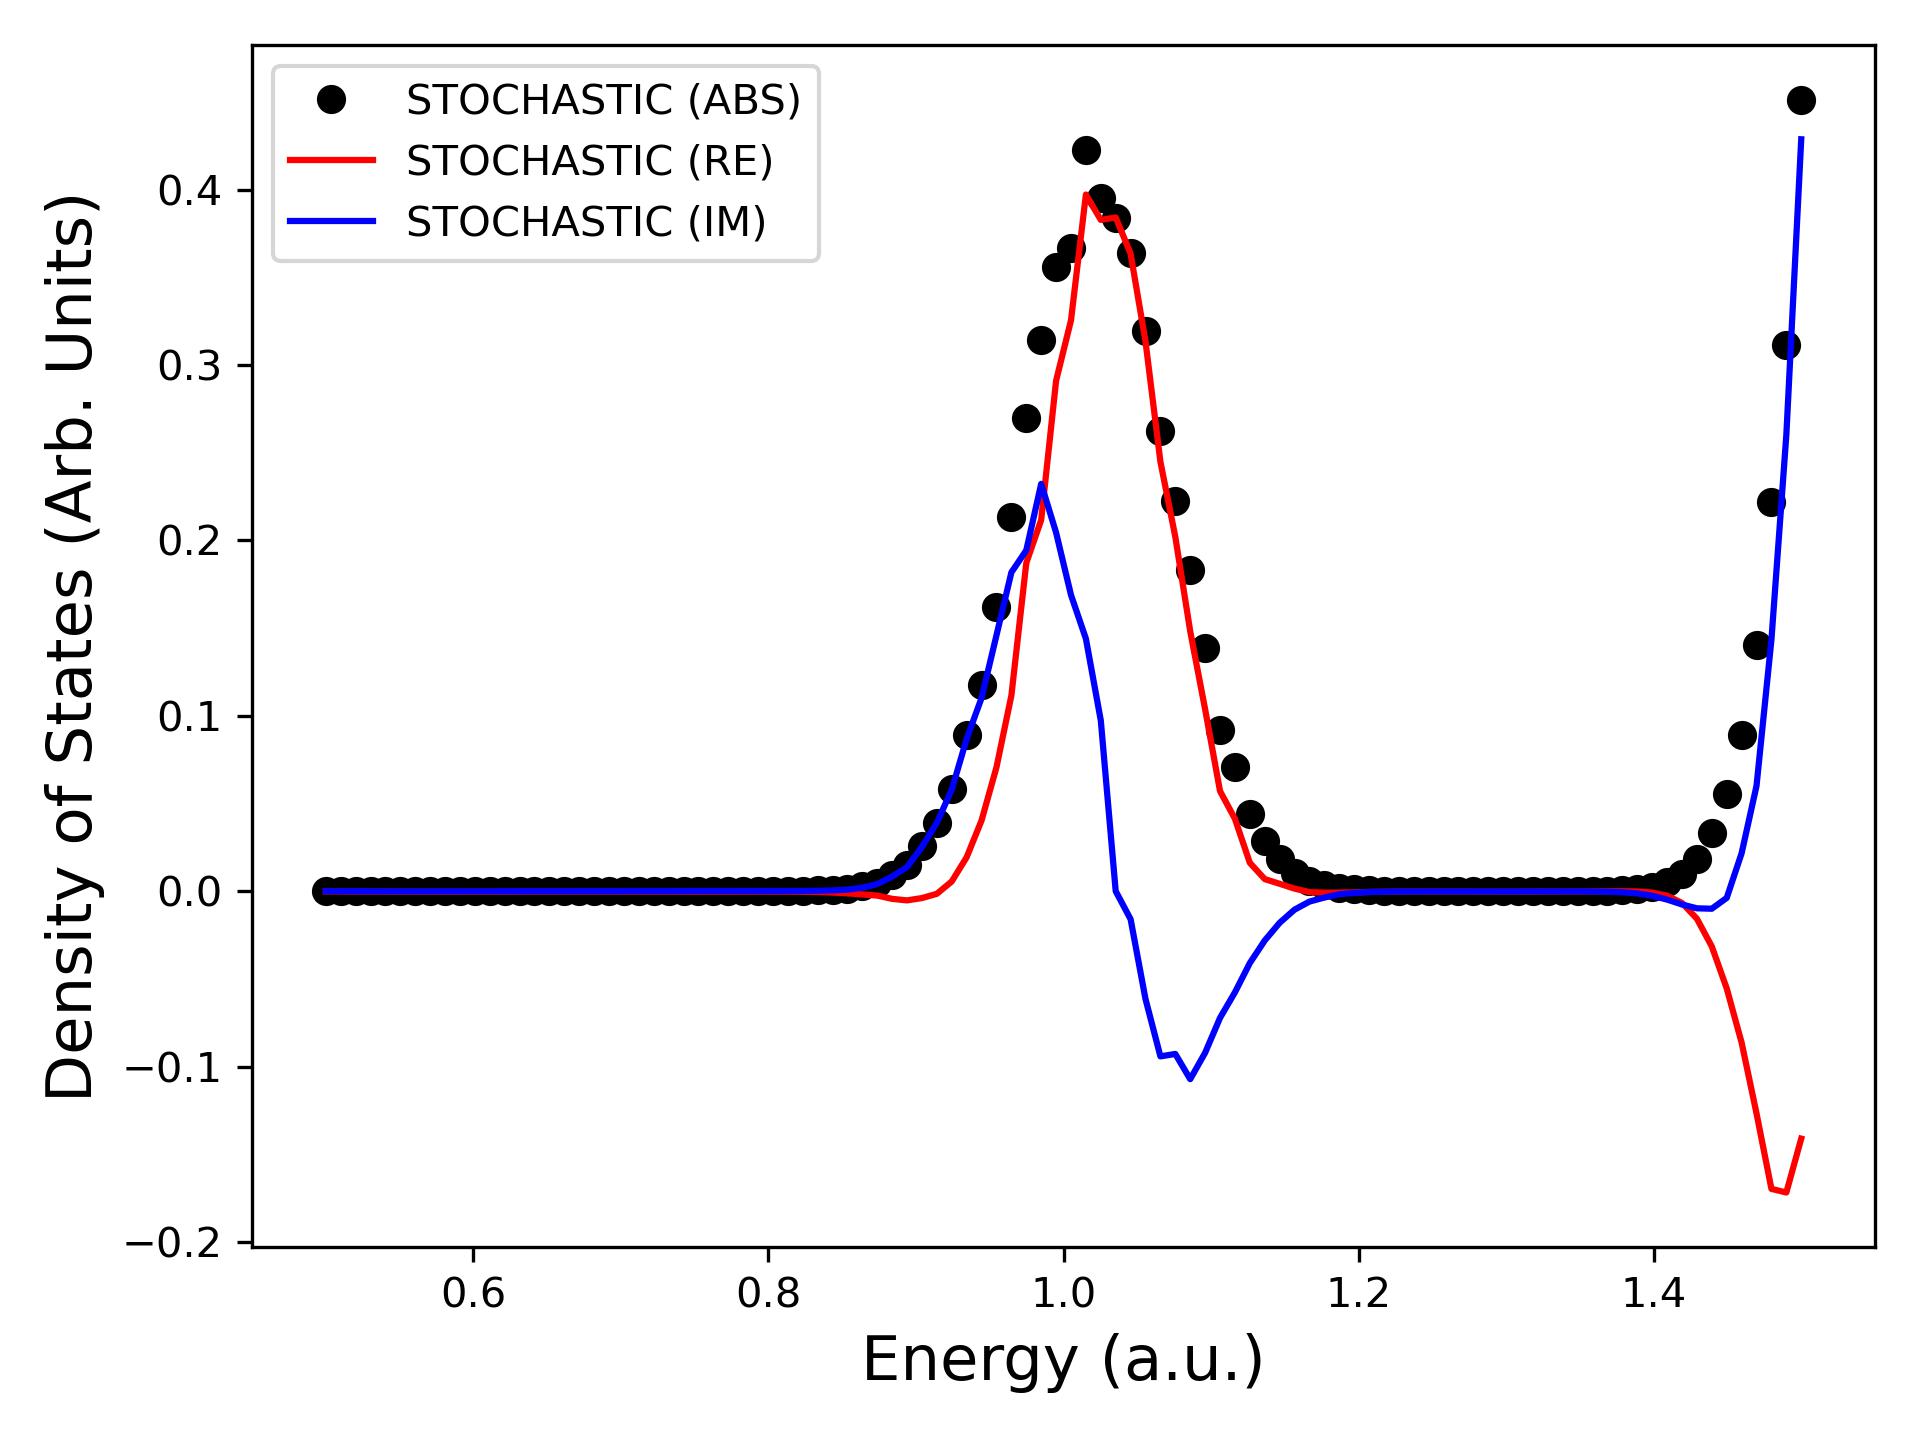 STOCHASTIC (ABS)
STOCHASTIC (RE)
STOCHASTIC (IM)
Density of States (Arb. Units)
0.4
0.3
0.2
0.1
0.0
−0.1
−0.2
0.6 0.8 1.0 1.2 1.4
Energy (a.u.)